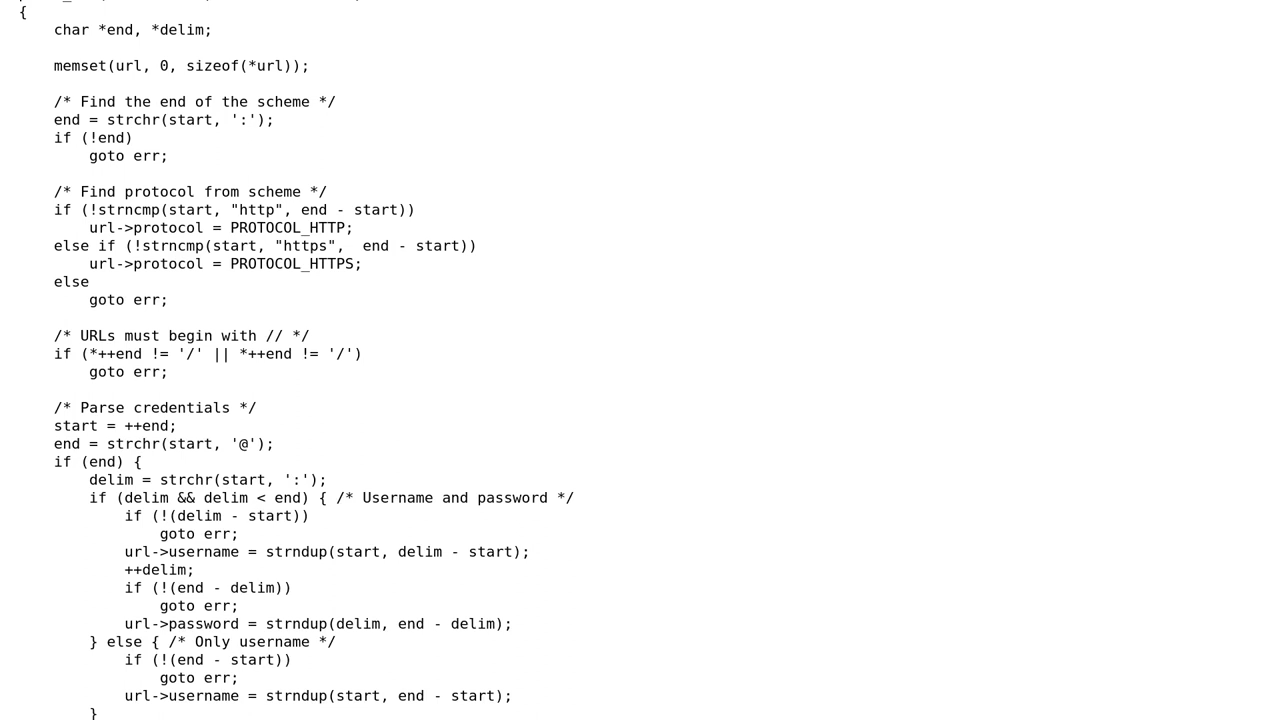 {
    char *end, *delim;

    memset(url, 0, sizeof(*url));

    /* Find the end of the scheme */
    end = strchr(start, ':');
    if (!end)
        goto err;

    /* Find protocol from scheme */
    if (!strncmp(start, "http", end - start))
        url->protocol = PROTOCOL_HTTP;
    else if (!strncmp(start, "https",  end - start))
        url->protocol = PROTOCOL_HTTPS;
    else
        goto err;

    /* URLs must begin with // */
    if (*++end != '/' || *++end != '/')
        goto err;

    /* Parse credentials */
    start = ++end;
    end = strchr(start, '@');
    if (end) {
        delim = strchr(start, ':');
        if (delim && delim < end) { /* Username and password */
            if (!(delim - start))
                goto err;
            url->username = strndup(start, delim - start);
            ++delim;
            if (!(end - delim))
                goto err;
            url->password = strndup(delim, end - delim);
        } else { /* Only username */
            if (!(end - start))
                goto err;
            url->username = strndup(start, end - start);
        }